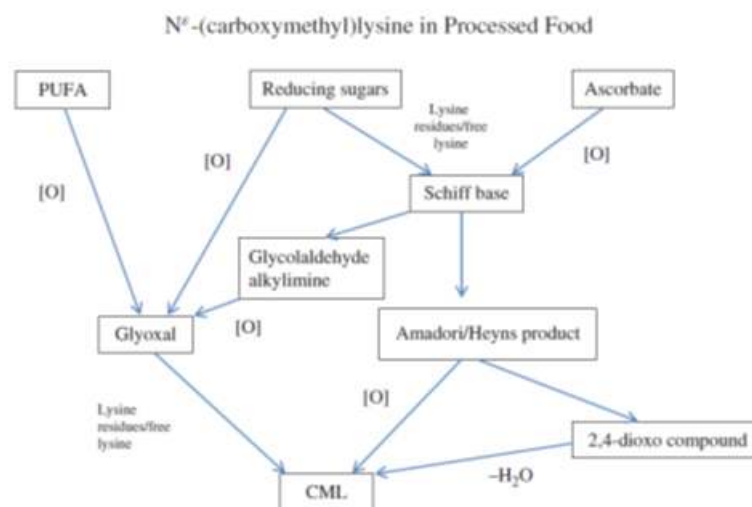 Nᵋ-(carboxymethyl)lysine in Processed Food
PUFA
Reducing sugars
Ascorbate
Lysine
residues/free
lysine
[O]
[O]
[O]
Schiff base
Glycolaldehyde
alkylimine
Glyoxal
[O]
Amadori/Heyns product
Lysine
residues/free
lysine
[O]
2,4-dioxo compound
–H₂O
CML